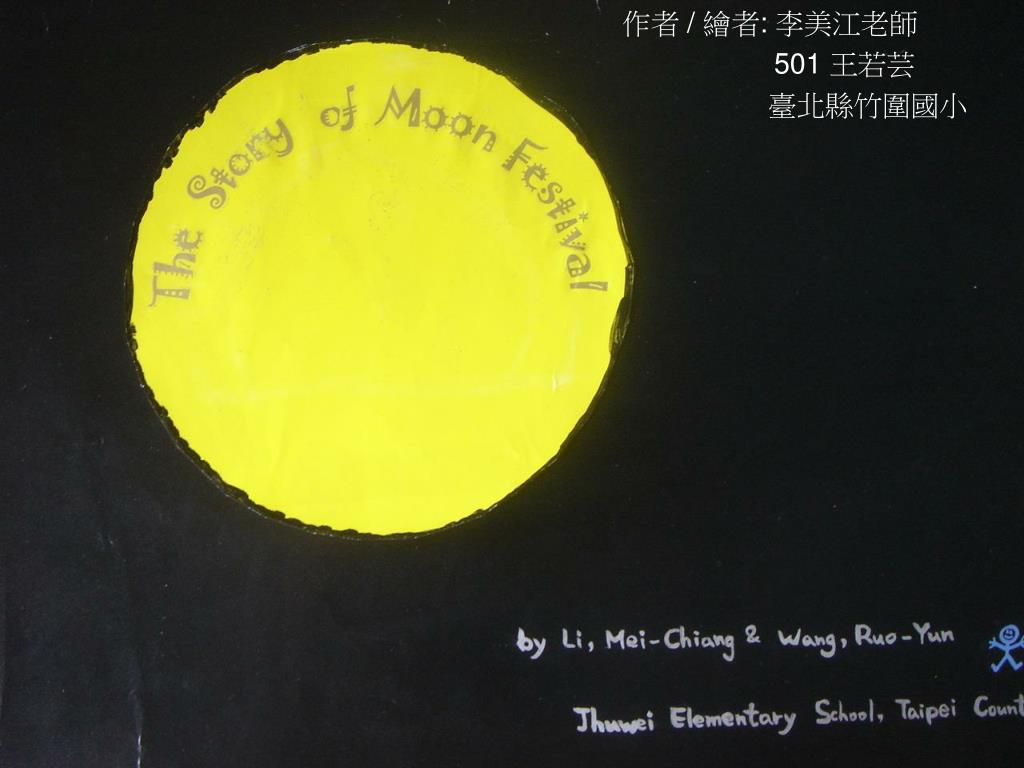 作者 / 繪者: 李美江老師
501 王若芸
臺北縣竹圍國小
The Story of Moon Festival
by Li, Mei-Chiang & Wang, Ruo-Yun
Jhuwei Elementary School, Taipei Count